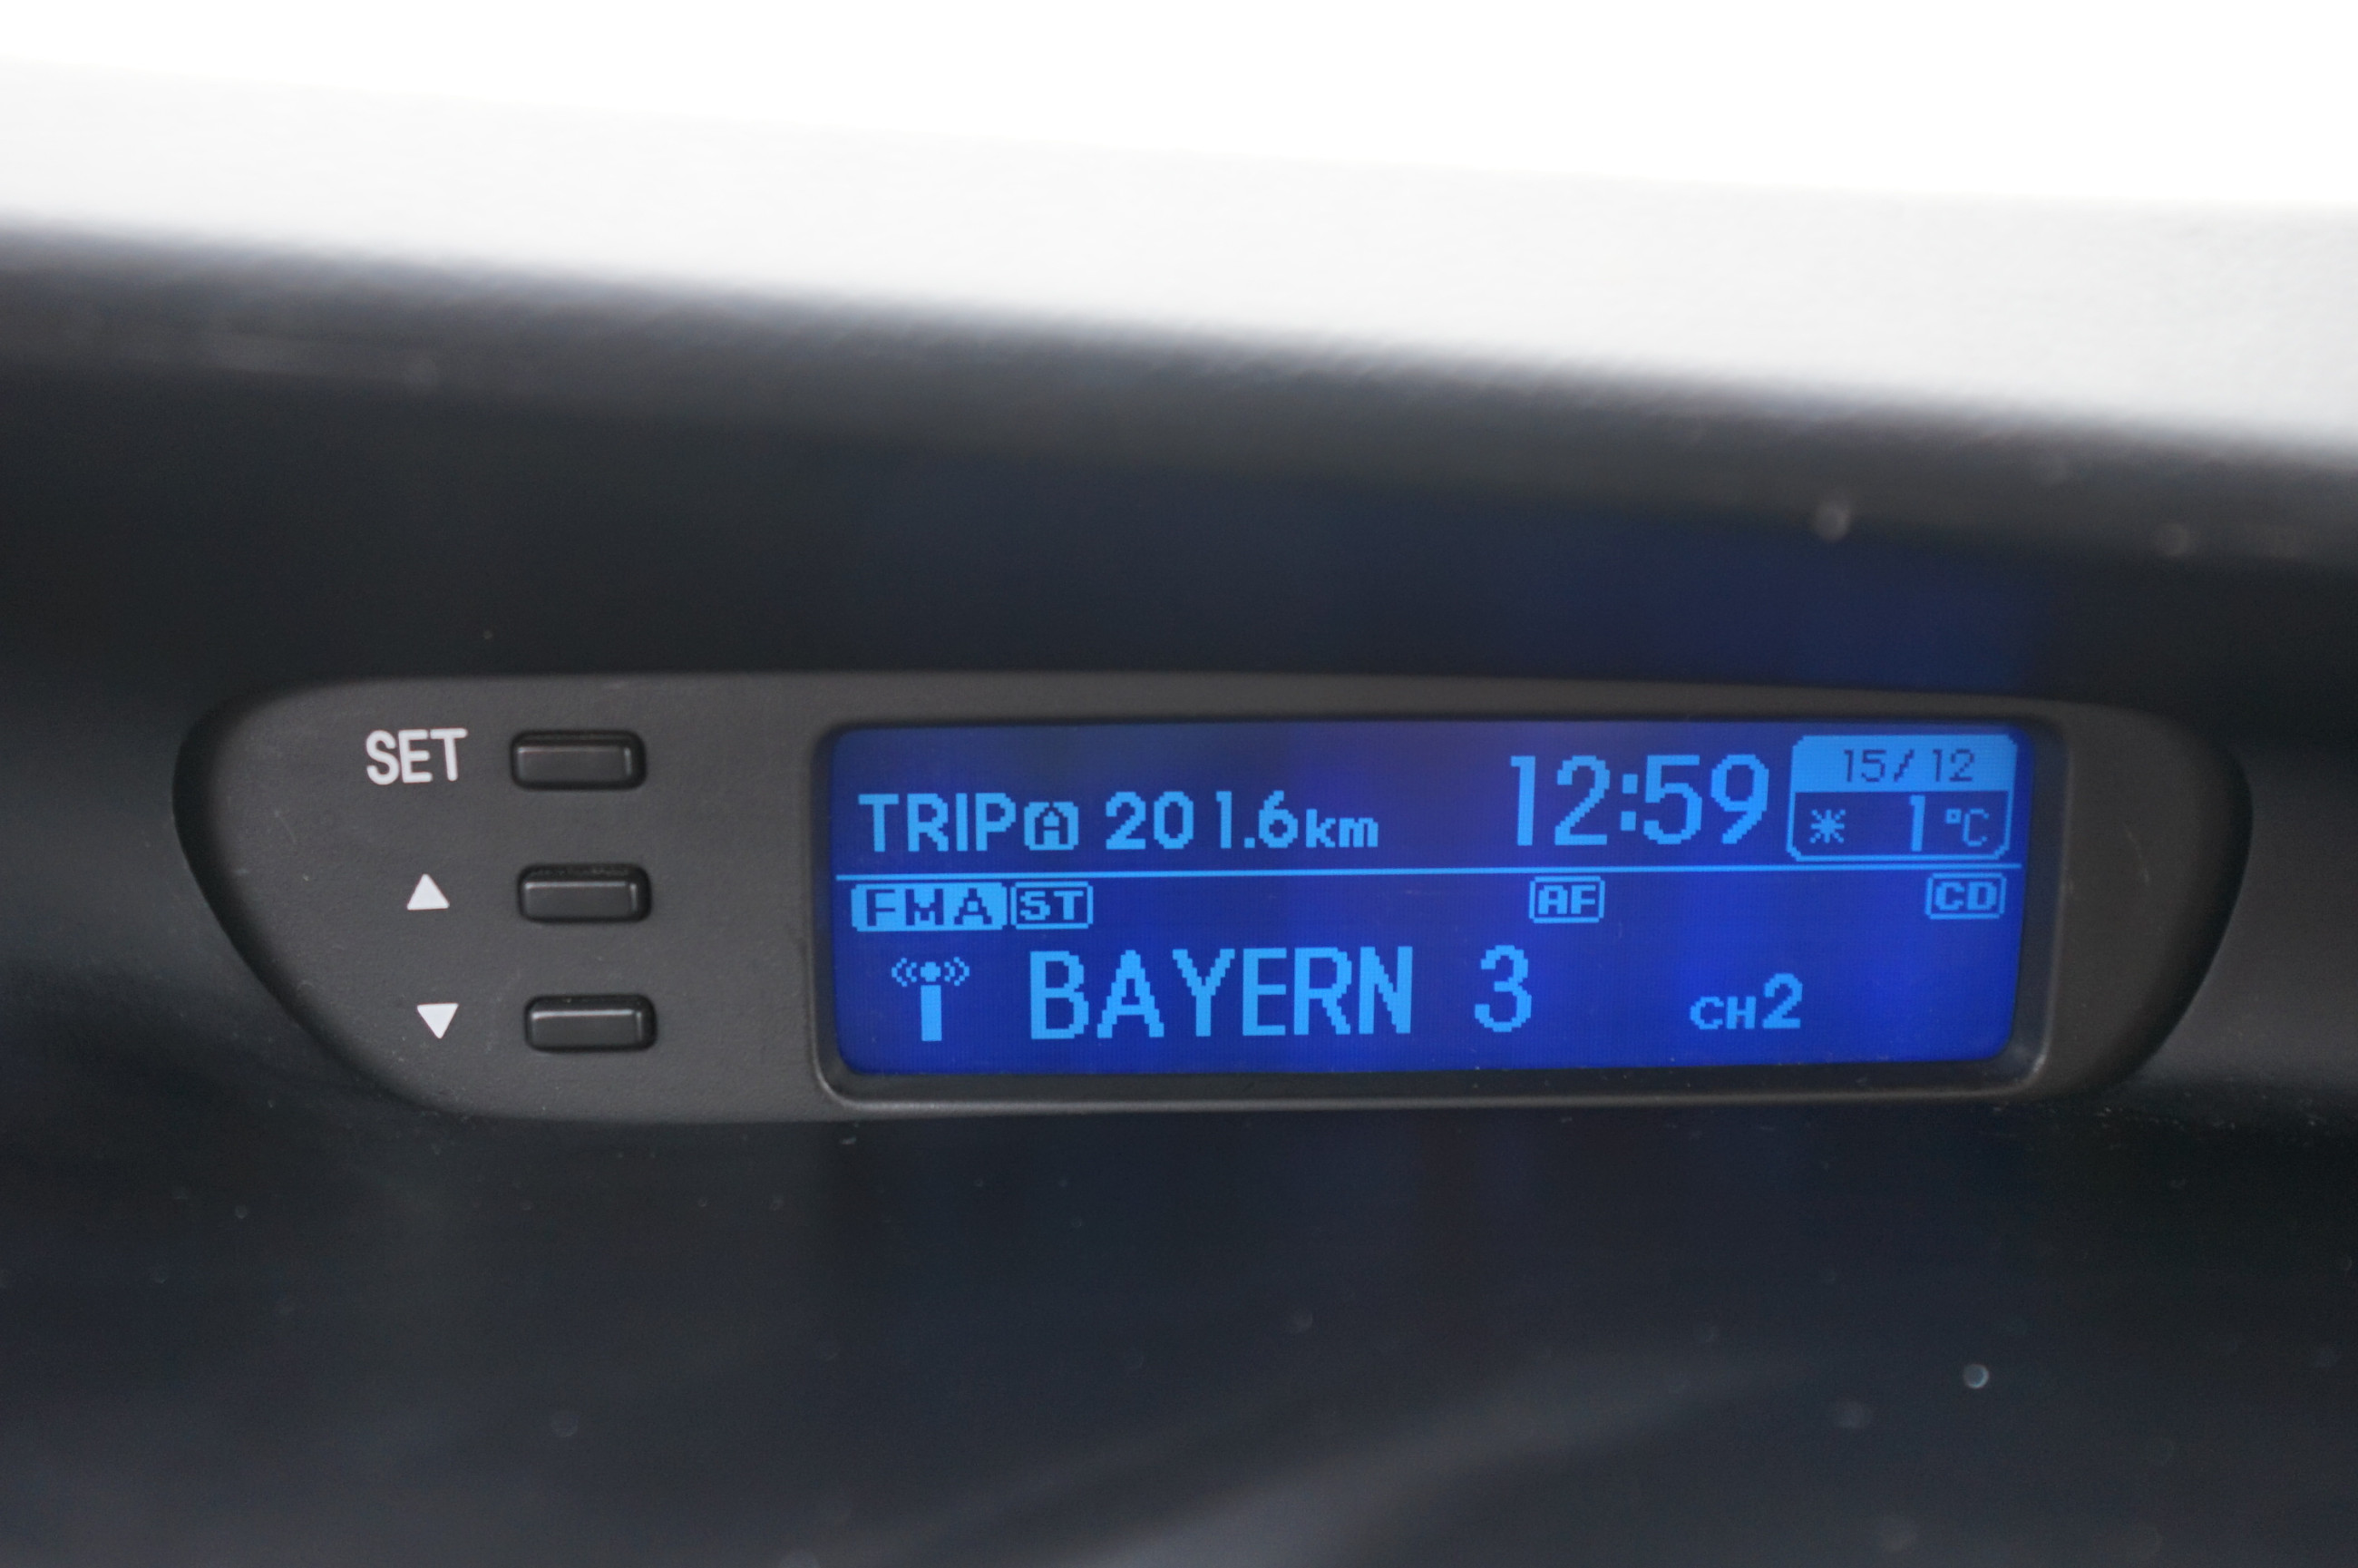 SET
▲
▼
TRIP A 201.6km 12:59 15/12
* 1°C
FMA ST AF CD
BAYERN 3 CH2